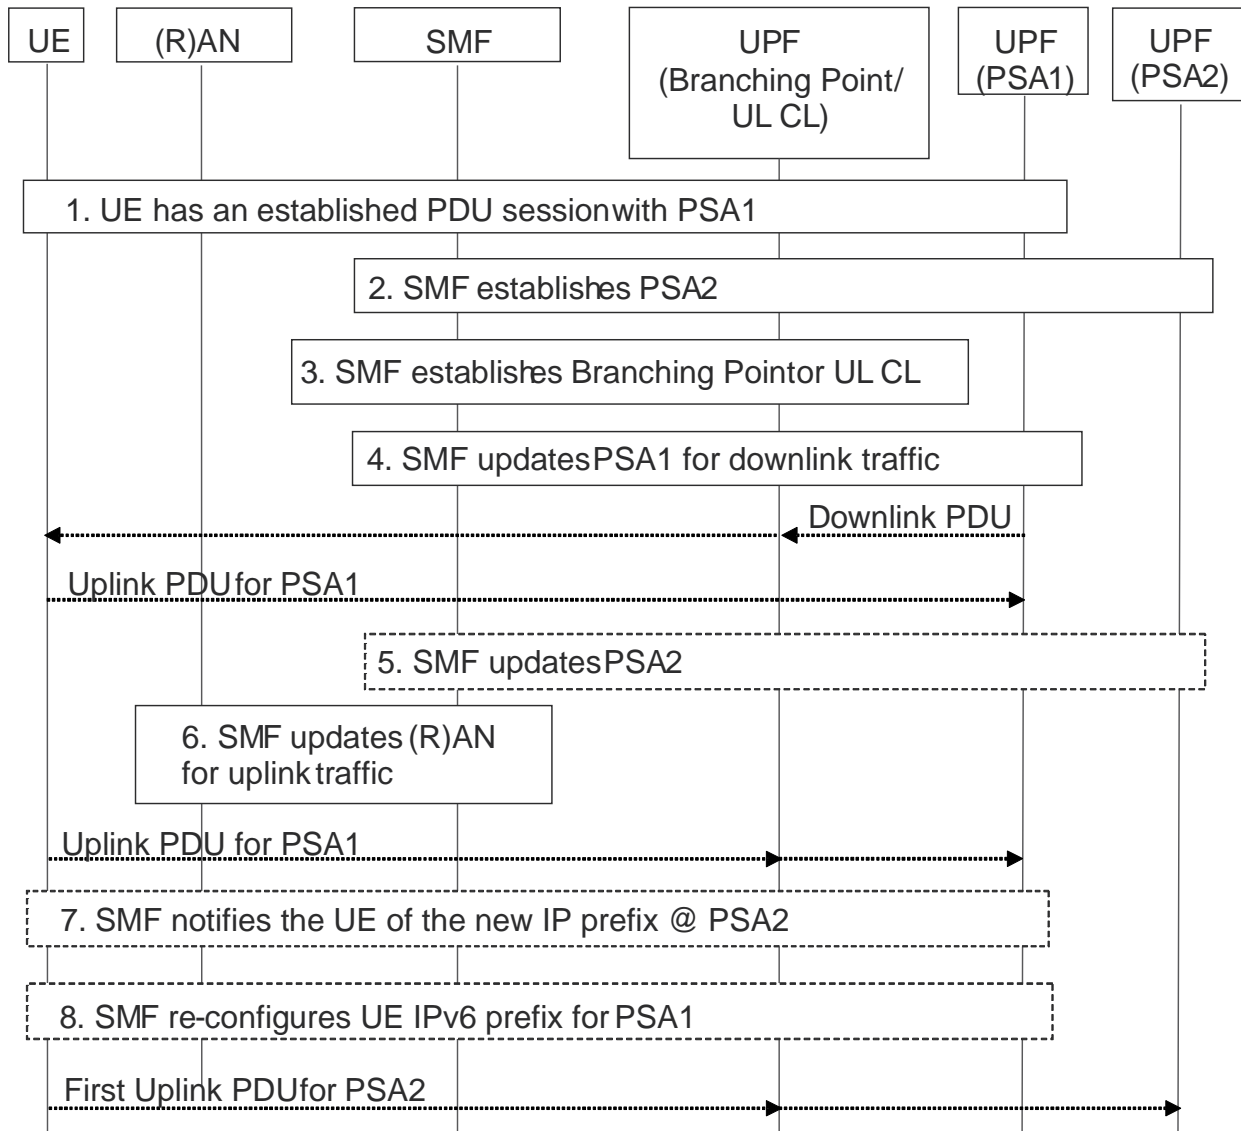 UE
(R)AN
SMF
UPF
(Branching Point/
UL CL)
UPF
(PSA1)
UPF
(PSA2)
1. UE has an established PDU session with PSA1
2. SMF establishes PSA2
3. SMF establishes Branching Point or UL CL
4. SMF updates PSA1 for downlink traffic
Downlink PDU
Uplink PDU for PSA1
5. SMF updates PSA2
6. SMF updates (R)AN
for uplink traffic
Uplink PDU for PSA1
7. SMF notifies the UE of the new IP prefix @ PSA2
8. SMF re-configures UE IPv6 prefix for PSA1
First Uplink PDU for PSA2